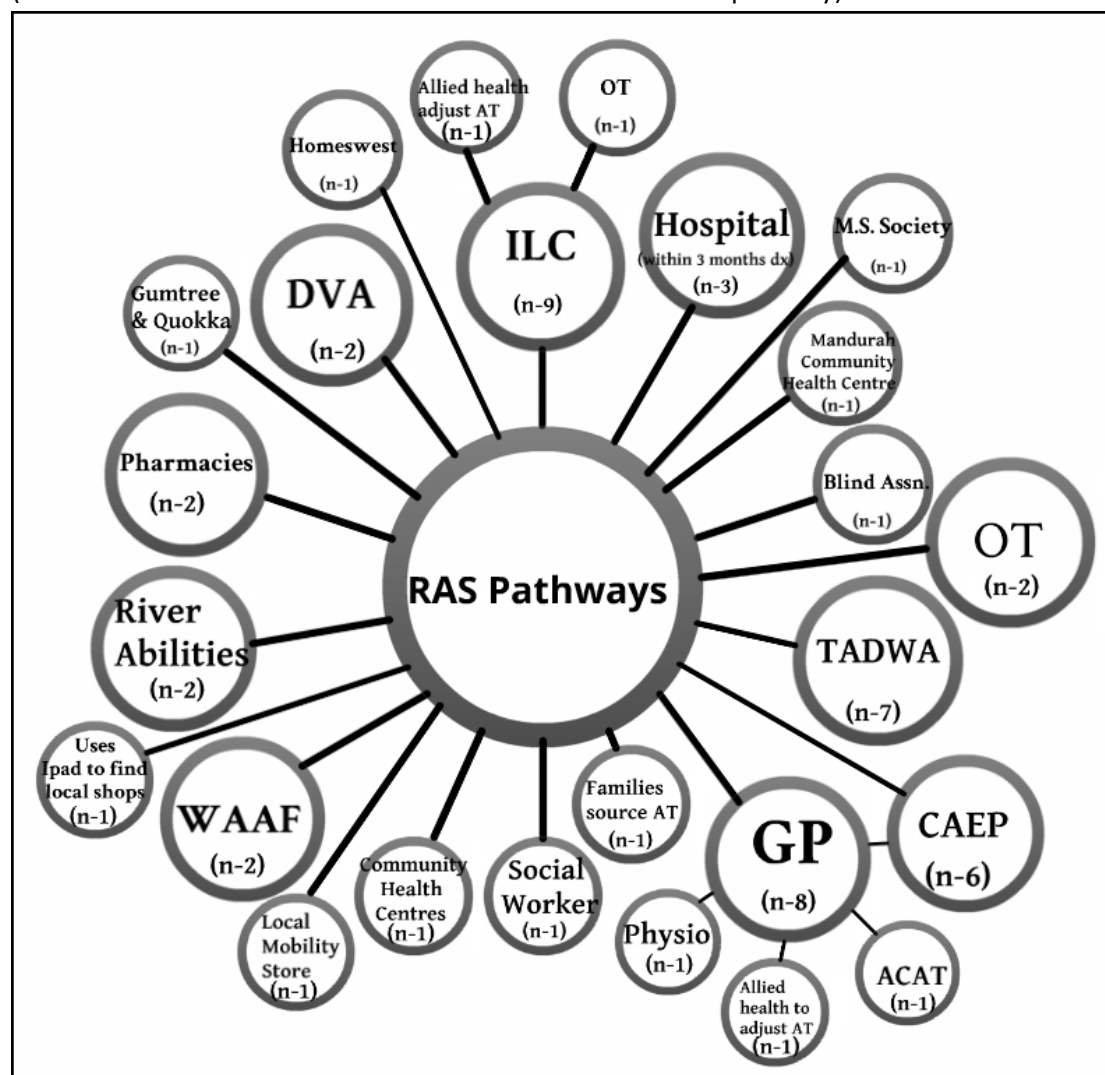 Allied health
adjust AT
(n-1)
OT
(n-1)
Homeswest
(n-1)
ILC
(n-9)
Hospital
(within 3 months dx)
(n-3)
M.S. Society
(n-1)
DVA
(n-2)
Gumtree
& Quokka
(n-1)
Mandurah
Community
Health Centre
(n-1)
Pharmacies
(n-2)
Blind Assn.
(n-1)
OT
(n-2)
RAS Pathways
River
Abilities
(n-2)
TADWA
(n-7)
Uses
Ipad to find
local shops
(n-1)
WAAF
(n-2)
Families
source AT
(n-1)
GP
(n-8)
CAEP
(n-6)
Community
Health
Centres
(n-1)
Social
Worker
(n-1)
Local
Mobility
Store
(n-1)
Physio
(n-1)
Allied
health to
adjust AT
(n-1)
ACAT
(n-1)